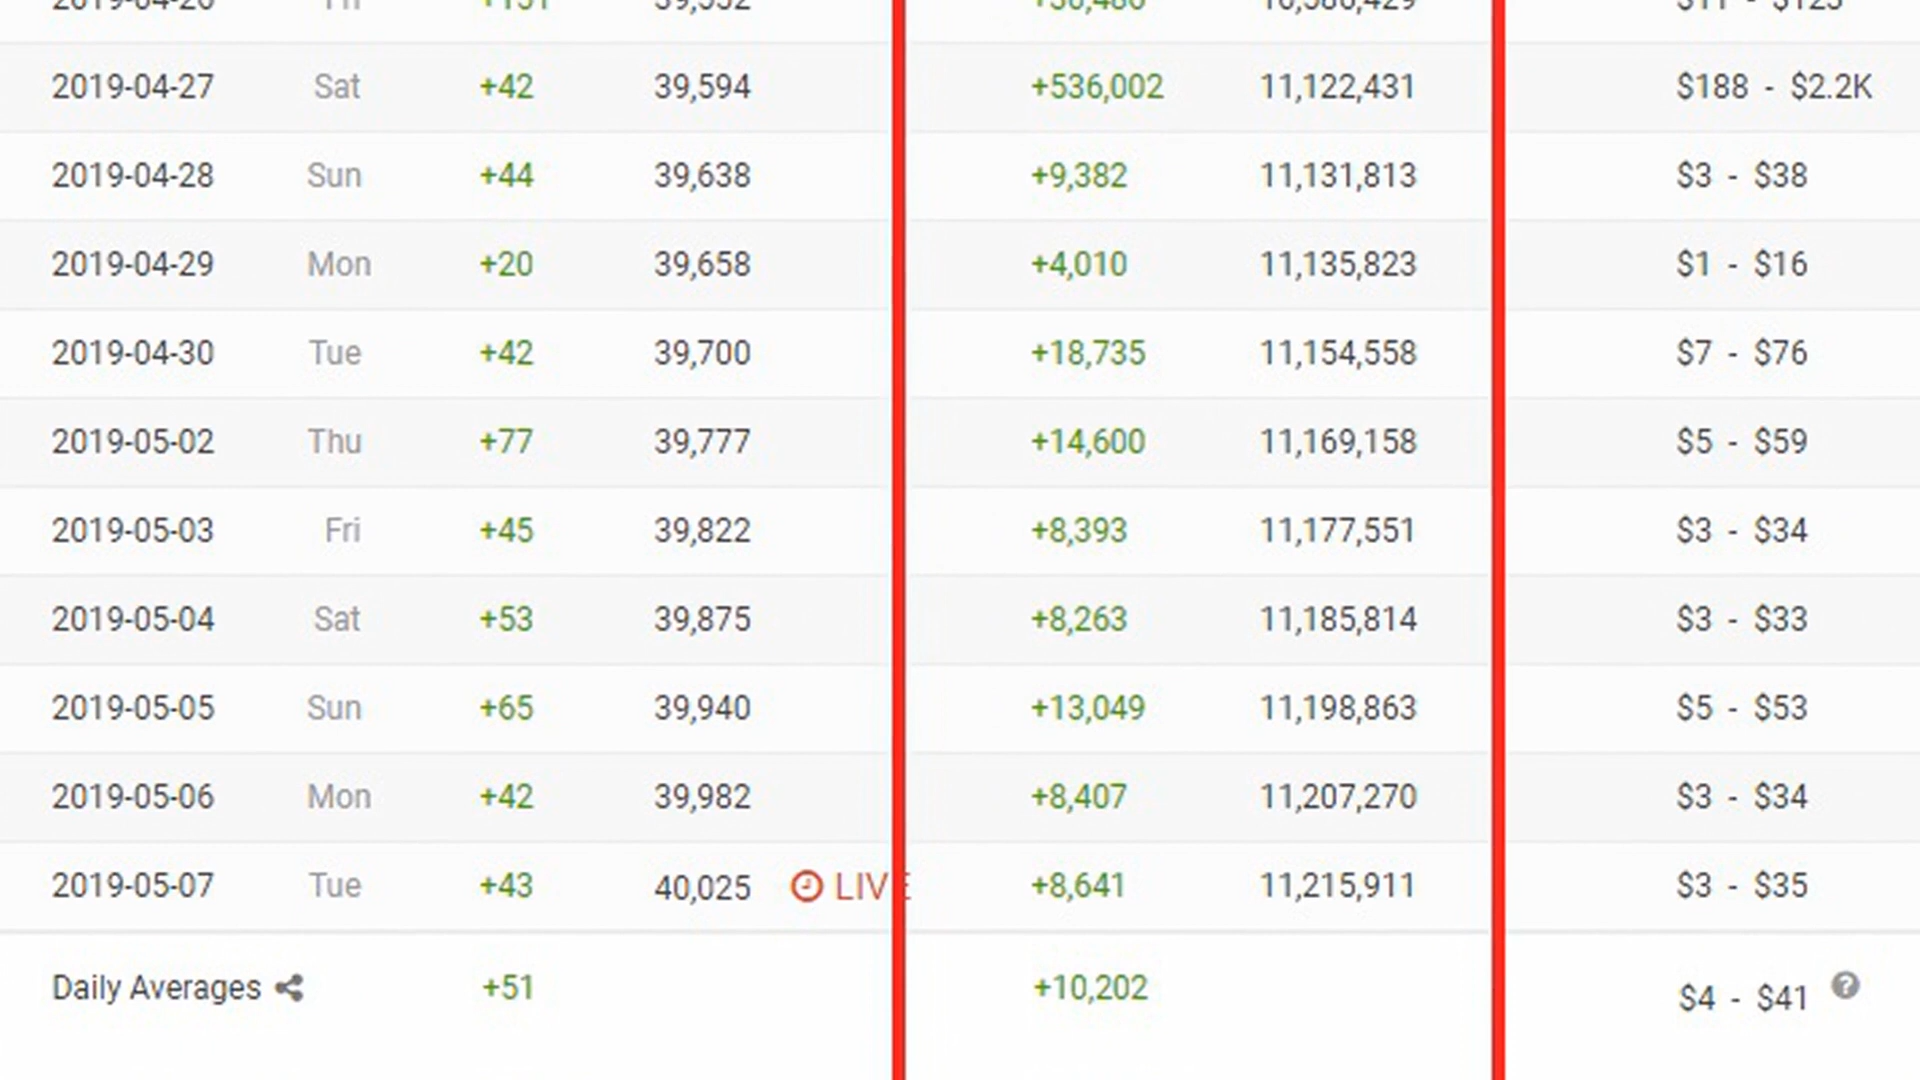 2019-04-27 Sat +42 39,594 +536,002 11,122,431 $188 - $2.2K
2019-04-28 Sun +44 39,638 +9,382 11,131,813 $3 - $38
2019-04-29 Mon +20 39,658 +4,010 11,135,823 $1 - $16
2019-04-30 Tue +42 39,700 +18,735 11,154,558 $7 - $76
2019-05-02 Thu +77 39,777 +14,600 11,169,158 $5 - $59
2019-05-03 Fri +45 39,822 +8,393 11,177,551 $3 - $34
2019-05-04 Sat +53 39,875 +8,263 11,185,814 $3 - $33
2019-05-05 Sun +65 39,940 +13,049 11,198,863 $5 - $53
2019-05-06 Mon +42 39,982 +8,407 11,207,270 $3 - $34
2019-05-07 Tue +43 40,025 LIVE +8,641 11,215,911 $3 - $35
Daily Averages +51 +10,202 $4 - $41 ?